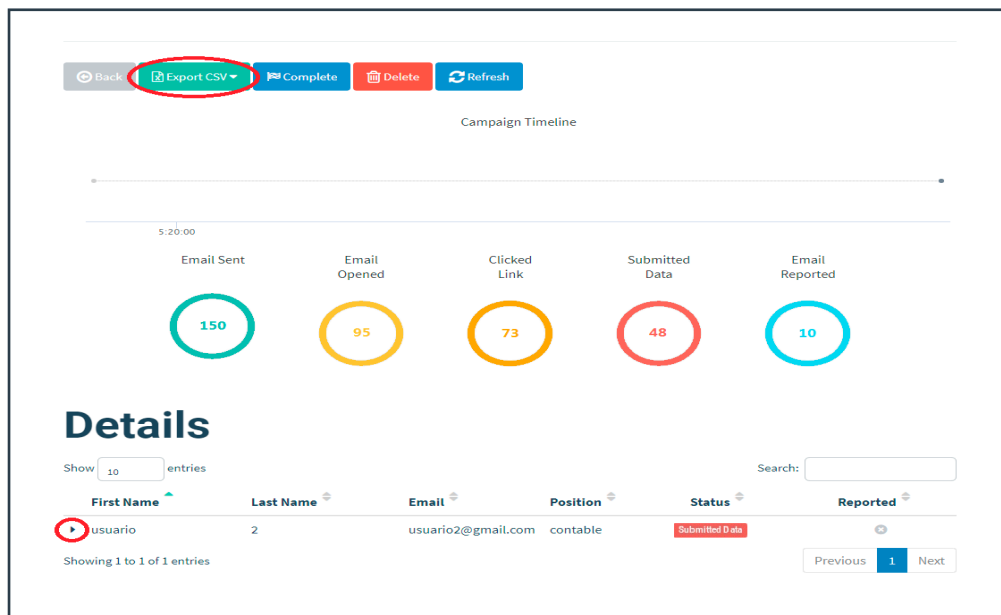 Back Export CSV Complete Delete Refresh
Campaign Timeline
5:20:00
Email Sent Email Opened Clicked Link Submitted Data Email Reported
150 95 73 48 10
Details
Show 10 entries Search:
First Name Last Name Email Position Status Reported
usuario 2 usuario2@gmail.com contable Submitted Data
Showing 1 to 1 of 1 entries Previous 1 Next